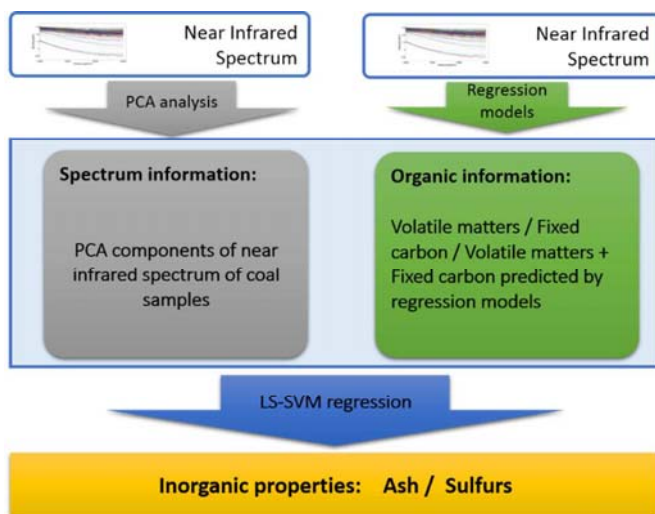 Near Infrared
Spectrum
Near Infrared
Spectrum
PCA analysis
Regression
models
Spectrum information:
PCA components of near
infrared spectrum of coal
samples
Organic information:
Volatile matters / Fixed
carbon / Volatile matters +
Fixed carbon predicted by
regression models
LS-SVM regression
Inorganic properties: Ash / Sulfurs